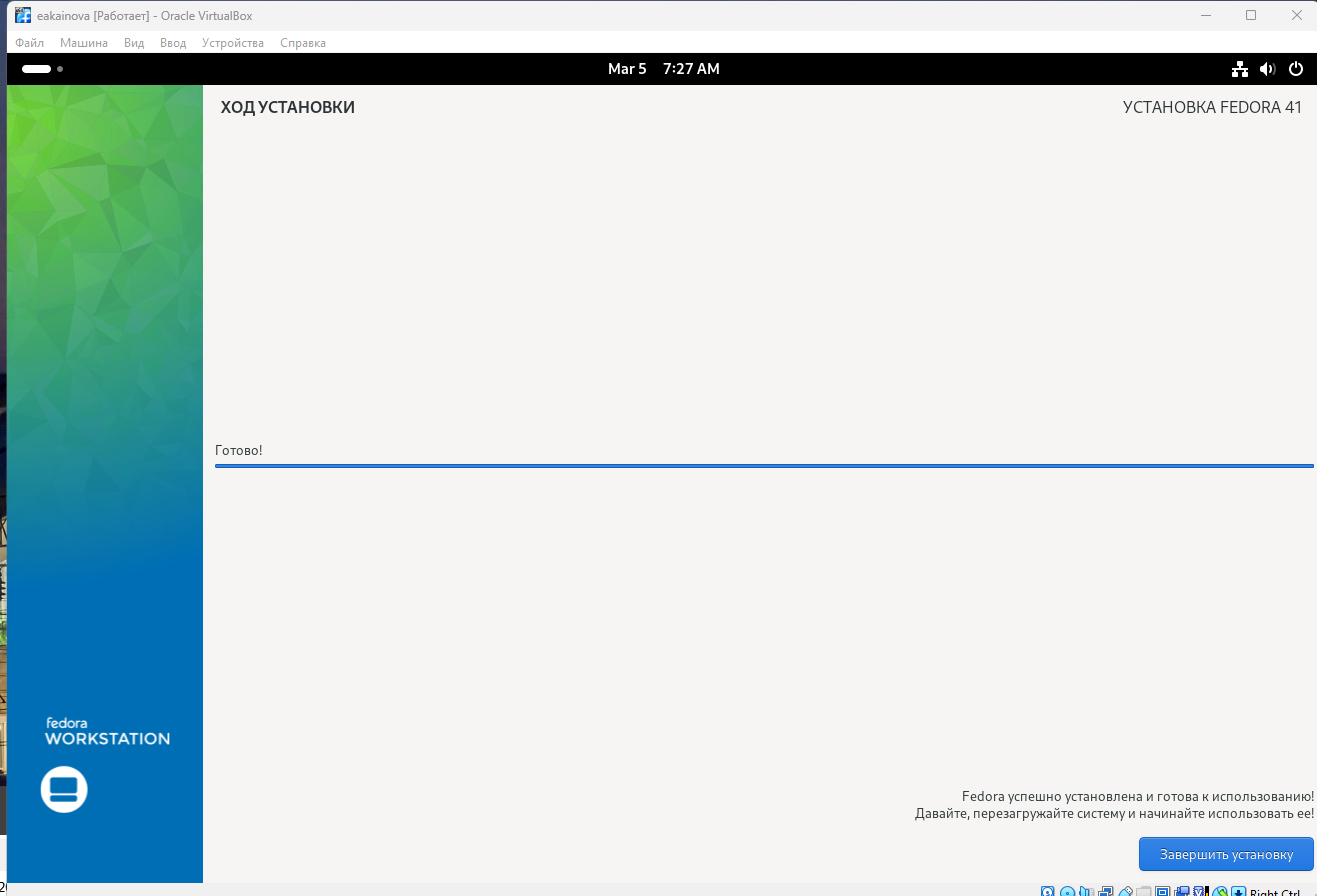 eakainova [Работает] - Oracle VirtualBox
Файл Машина Вид Ввод Устройства Справка
Mar 5 7:27 AM
ХОД УСТАНОВКИ
УСТАНОВКА FEDORA 41
Готово!
fedora
WORKSTATION
Fedora успешно установлена и готова к использованию!
Давайте, перезагружайте систему и начинайте использовать ее!
Завершить установку
Right Ctrl